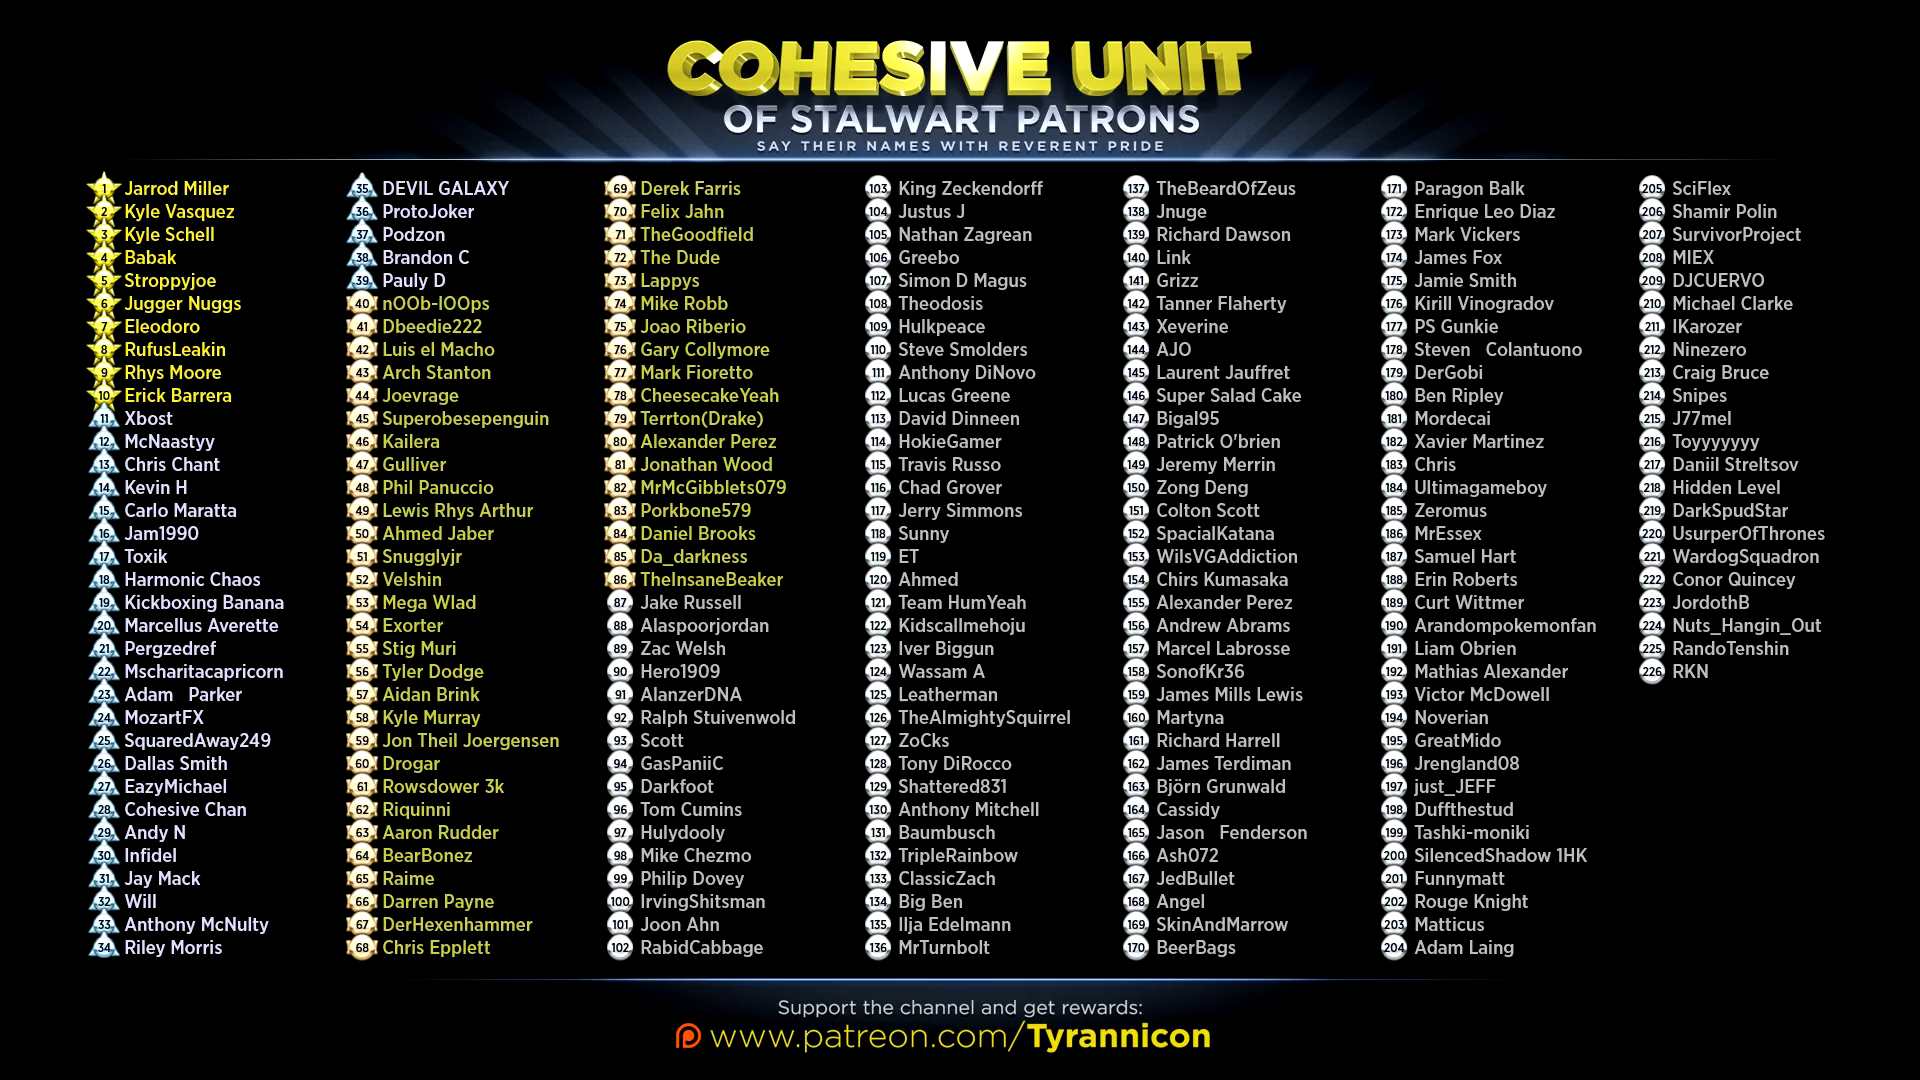 COHESIVE UNIT
OF STALWART PATRONS
SAY THEIR NAMES WITH REVERENT PRIDE
1 Jarrod Miller
2 Kyle Vasquez
3 Kyle Schell
4 Babak
5 Stroppyjoe
6 Jugger Nuggs
7 Eleodoro
8 RufusLeakin
9 Rhys Moore
10 Erick Barrera
11 Xbost
12 McNaastyy
13 Chris Chant
14 Kevin H
15 Carlo Maratta
16 Jam1990
17 Toxik
18 Harmonic Chaos
19 Kickboxing Banana
20 Marcellus Averette
21 Pergzedref
22 Mscharitacapricorn
23 Adam Parker
24 MozartFX
25 SquaredAway249
26 Dallas Smith
27 EazyMichael
28 Cohesive Chan
29 Andy N
30 Infidel
31 Jay Mack
32 Will
33 Anthony McNulty
34 Riley Morris
35 DEVIL GALAXY
36 ProtoJoker
37 Podzon
38 Brandon C
39 Pauly D
40 nOOb-lOOps
41 Dbeedie222
42 Luis el Macho
43 Arch Stanton
44 Joevrage
45 Superobesepenguin
46 Kailera
47 Gulliver
48 Phil Panuccio
49 Lewis Rhys Arthur
50 Ahmed Jaber
51 Snugglyjr
52 Velshin
53 Mega Wlad
54 Exorter
55 Stig Muri
56 Tyler Dodge
57 Aidan Brink
58 Kyle Murray
59 Jon Theil Joergensen
60 Drogar
61 Rowsdower 3k
62 Riquinni
63 Aaron Rudder
64 BearBonez
65 Raime
66 Darren Payne
67 DerHexenhammer
68 Chris Epplett
69 Derek Farris
70 Felix Jahn
71 TheGoodfield
72 The Dude
73 Lappys
74 Mike Robb
75 Joao Riberio
76 Gary Collymore
77 Mark Fioretto
78 CheesecakeYeah
79 Terrton(Drake)
80 Alexander Perez
81 Jonathan Wood
82 MrMcGibblets079
83 Porkbone579
84 Daniel Brooks
85 Da_darkness
86 TheInsaneBeaker
87 Jake Russell
88 Alaspoorjordan
89 Zac Welsh
90 Hero1909
91 AlanzerDNA
92 Ralph Stuivenwold
93 Scott
94 GasPaniiC
95 Darkfoot
96 Tom Cumins
97 Hulydooly
98 Mike Chezmo
99 Philip Dovey
100 IrvingShitsman
101 Joon Ahn
102 RabidCabbage
103 King Zeckendorff
104 Justus J
105 Nathan Zagrean
106 Greebo
107 Simon D Magus
108 Theodosis
109 Hulkpeace
110 Steve Smolders
111 Anthony DiNovo
112 Lucas Greene
113 David Dinneen
114 HokieGamer
115 Travis Russo
116 Chad Grover
117 Jerry Simmons
118 Sunny
119 ET
120 Ahmed
121 Team HumYeah
122 Kidscallmehoju
123 Iver Biggun
124 Wassam A
125 Leatherman
126 TheAlmightySquirrel
127 ZoCks
128 Tony DiRocco
129 Shattered831
130 Anthony Mitchell
131 Baumbusch
132 TripleRainbow
133 ClassicZach
134 Big Ben
135 Ilja Edelmann
136 MrTurnbolt
137 TheBeardOfZeus
138 Jnuge
139 Richard Dawson
140 Link
141 Grizz
142 Tanner Flaherty
143 Xeverine
144 AJO
145 Laurent Jauffret
146 Super Salad Cake
147 Bigal95
148 Patrick O'brien
149 Jeremy Merrin
150 Zong Deng
151 Colton Scott
152 SpacialKatana
153 WilsVGAddiction
154 Chirs Kumasaka
155 Alexander Perez
156 Andrew Abrams
157 Marcel Labrosse
158 SonofKr36
159 James Mills Lewis
160 Martyna
161 Richard Harrell
162 James Terdiman
163 Björn Grunwald
164 Cassidy
165 Jason Fenderson
166 Ash072
167 JedBullet
168 Angel
169 SkinAndMarrow
170 BeerBags
171 Paragon Balk
172 Enrique Leo Diaz
173 Mark Vickers
174 James Fox
175 Jamie Smith
176 Kirill Vinogradov
177 PS Gunkie
178 Steven Colantuono
179 DerGobi
180 Ben Ripley
181 Mordecai
182 Xavier Martinez
183 Chris
184 Ultimagameboy
185 Zeromus
186 MrEssex
187 Samuel Hart
188 Erin Roberts
189 Curt Wittmer
190 Arandompokemonfan
191 Liam Obrien
192 Mathias Alexander
193 Victor McDowell
194 Noverian
195 GreatMido
196 Jrengland08
197 just_JEFF
198 Duffthestud
199 Tashki-moniki
200 SilencedShadow 1HK
201 Funnymatt
202 Rouge Knight
203 Matticus
204 Adam Laing
205 SciFlex
206 Shamir Polin
207 SurvivorProject
208 MIEX
209 DJCUERVO
210 Michael Clarke
211 IKarozer
212 Ninezero
213 Craig Bruce
214 Snipes
215 J77mel
216 Toyyyyyyy
217 Daniil Streltsov
218 Hidden Level
219 DarkSpudStar
220 UsurperOfThrones
221 WardogSquadron
222 Conor Quincey
223 JordothB
224 Nuts_Hangin_Out
225 RandoTenshin
226 RKN
Support the channel and get rewards:
www.patreon.com/Tyrannicon